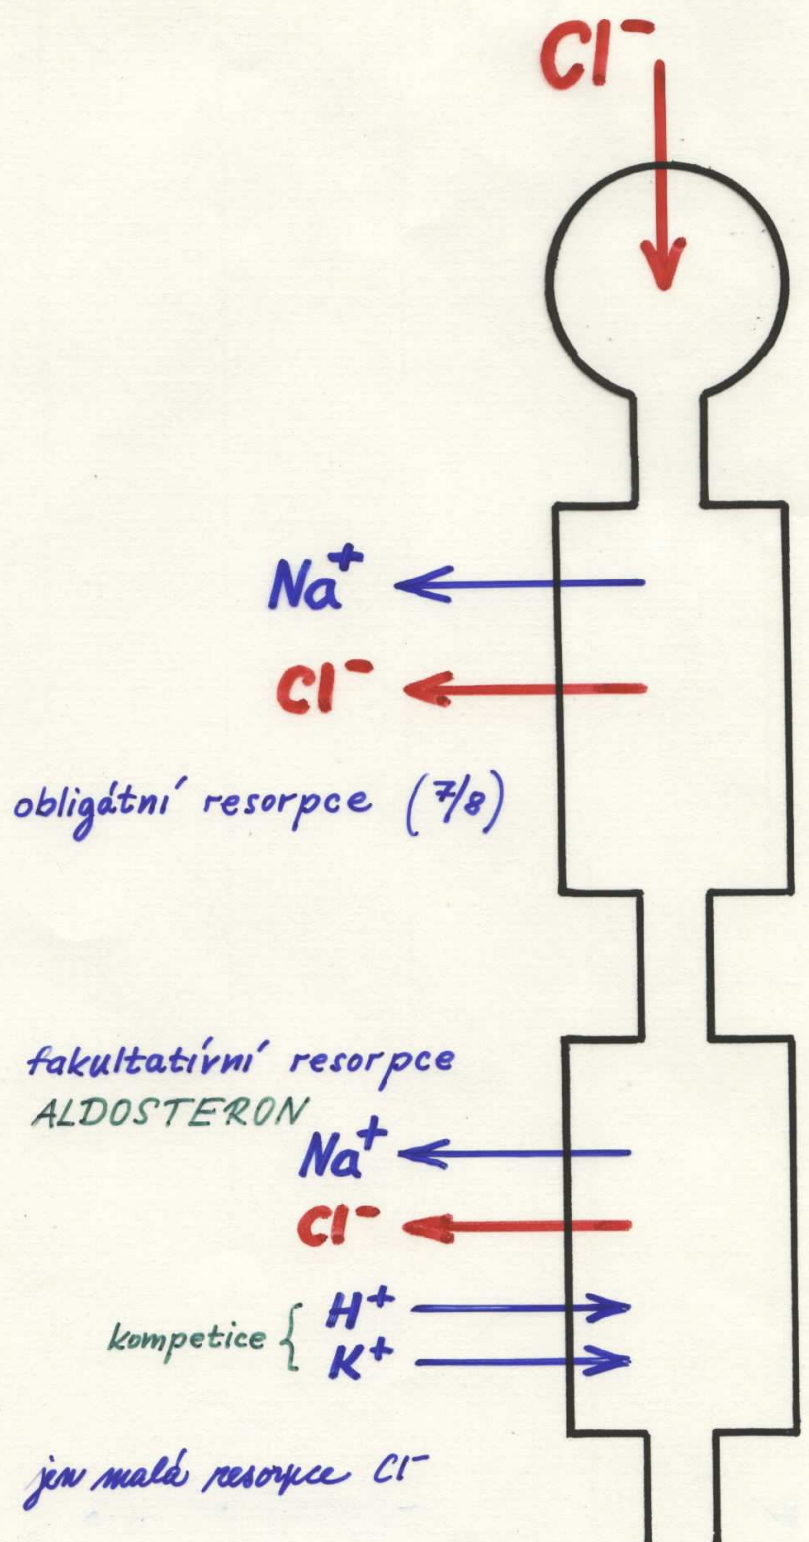 Cl⁻
Na⁺
Cl⁻
obligátní resorpce (7/8)
fakultativní resorpce
ALDOSTERON
Na⁺
Cl⁻
kompetice { H⁺
K⁺
jen malá resorpce Cl⁻